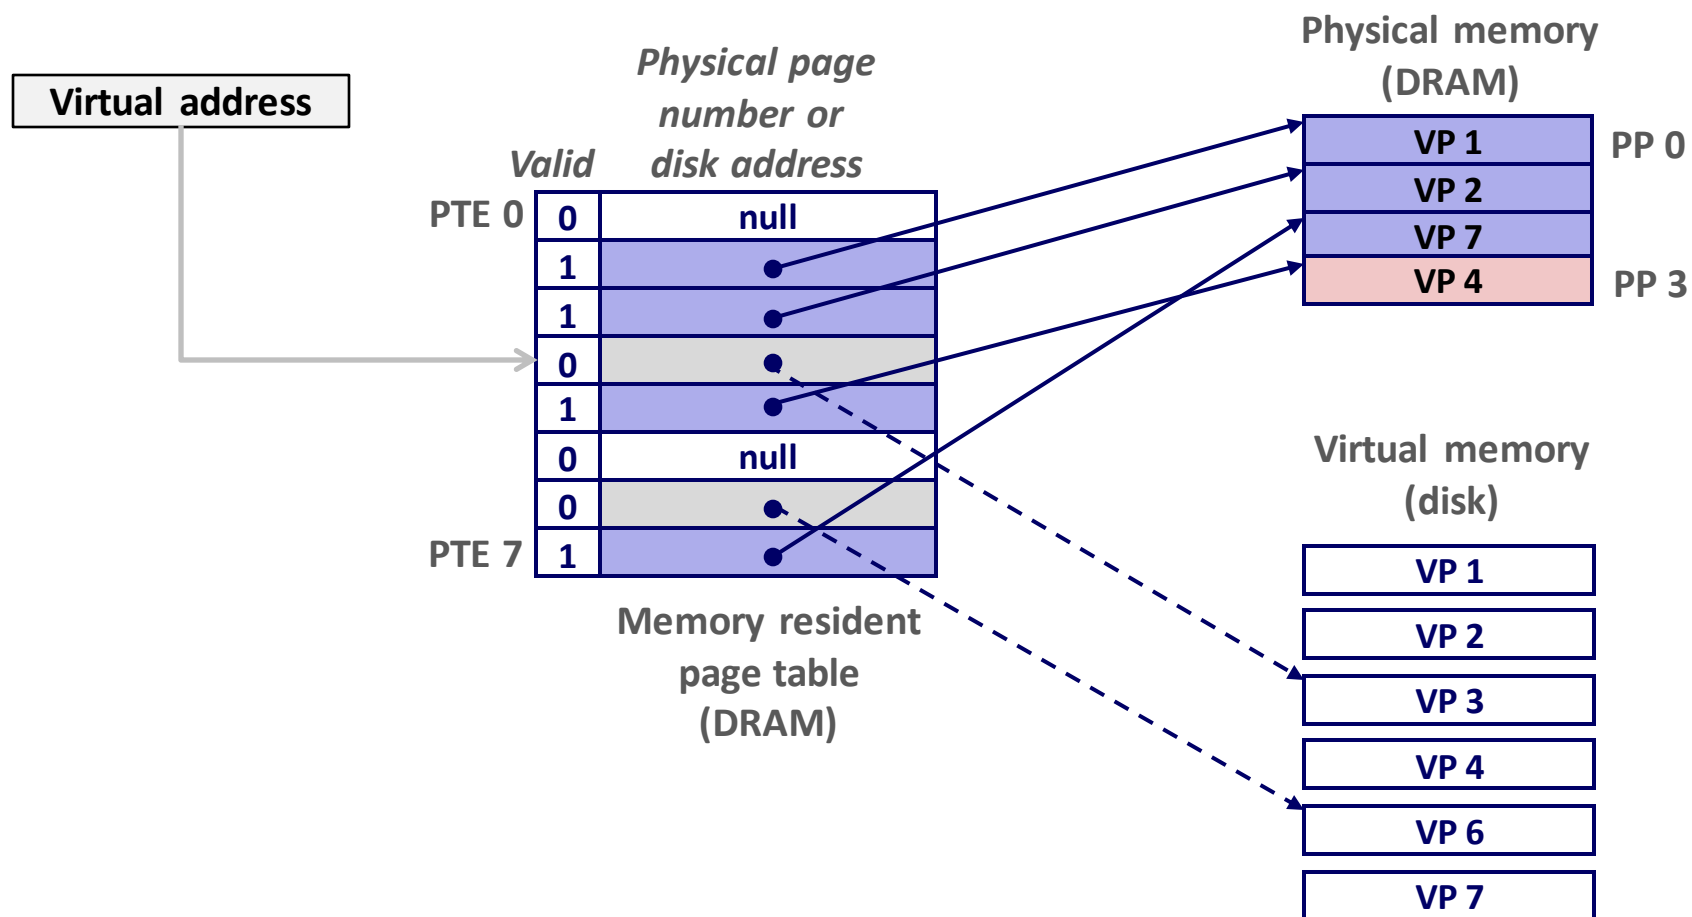 Virtual address
Physical page
number or
disk address
Valid
PTE 0
0
null
1
1
0
1
0
null
0
PTE 7
1
Memory resident
page table
(DRAM)
Physical memory
(DRAM)
VP 1
PP 0
VP 2
VP 7
VP 4
PP 3
Virtual memory
(disk)
VP 1
VP 2
VP 3
VP 4
VP 6
VP 7